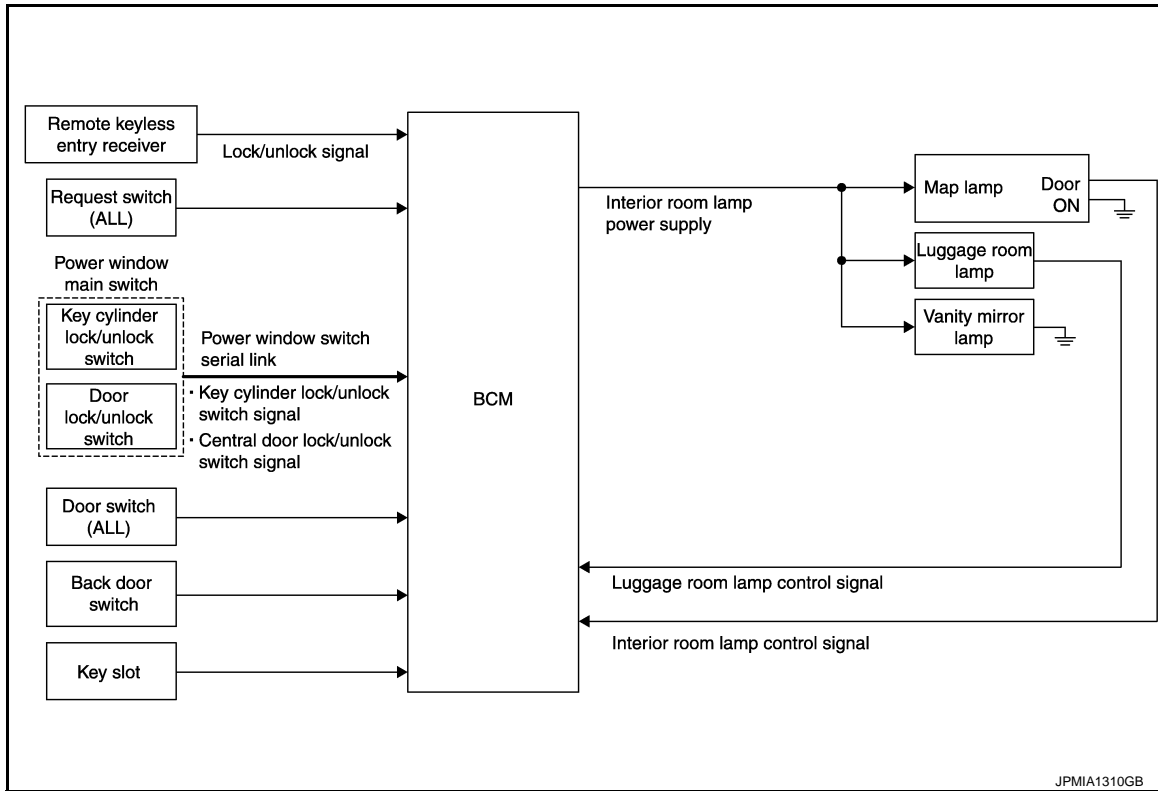 Remote keyless
entry receiver
Lock/unlock signal
Request switch
(ALL)
Power window
main switch
Key cylinder
lock/unlock
switch
Door
lock/unlock
switch
Power window switch
serial link
· Key cylinder lock/unlock
switch signal
· Central door lock/unlock
switch signal
Door switch
(ALL)
Back door
switch
Key slot
BCM
Interior room lamp
power supply
Map lamp
Door
ON
Luggage room
lamp
Vanity mirror
lamp
Luggage room lamp control signal
Interior room lamp control signal
JPMIA1310GB